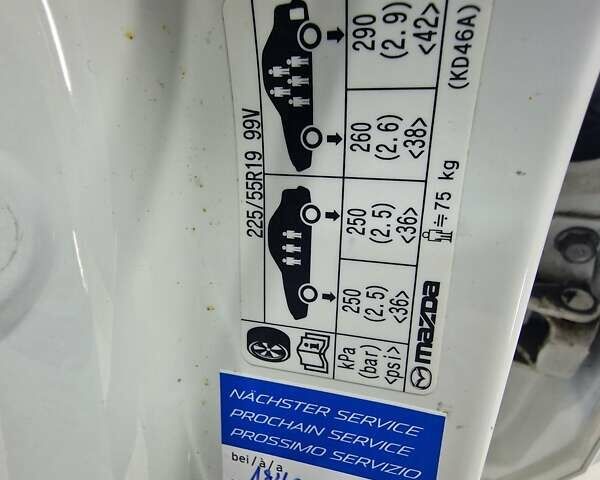 225/55R19 99V
kPa 250 250 260 290
(bar) (2.5) (2.5) (2.6) (2.9)
<psi> <36> <36> <38> <42>
mazda ≒75 kg (KD46A)
NÄCHSTER SERVICE
PROCHAIN SERVICE
PROSSIMO SERVIZIO
bei/à/a